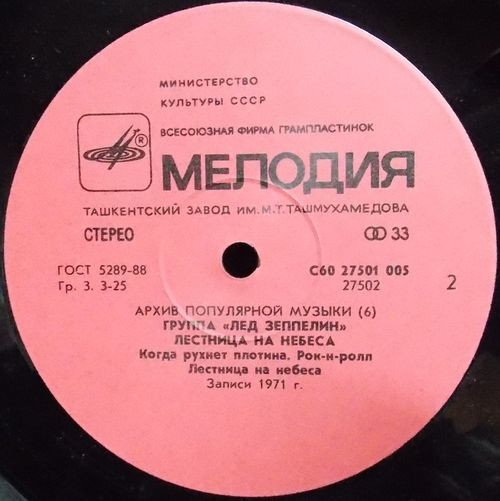 МИНИСТЕРСТВО
КУЛЬТУРЫ СССР
ВСЕСОЮЗНАЯ ФИРМА ГРАМПЛАСТИНОК
®
МЕЛОДИЯ
ТАШКЕНТСКИЙ ЗАВОД ИМ. М.Т. ТАШМУХАМЕДОВА
СТЕРЕО 33
ГОСТ 5289-88 С60 27501 005
Гр. 3. 3-25 27502 2
АРХИВ ПОПУЛЯРНОЙ МУЗЫКИ (6)
ГРУППА «ЛЕД ЗЕППЕЛИН»
ЛЕСТНИЦА НА НЕБЕСА
Когда рухнет плотина. Рок-н-ролл
Лестница на небеса
Записи 1971 г.